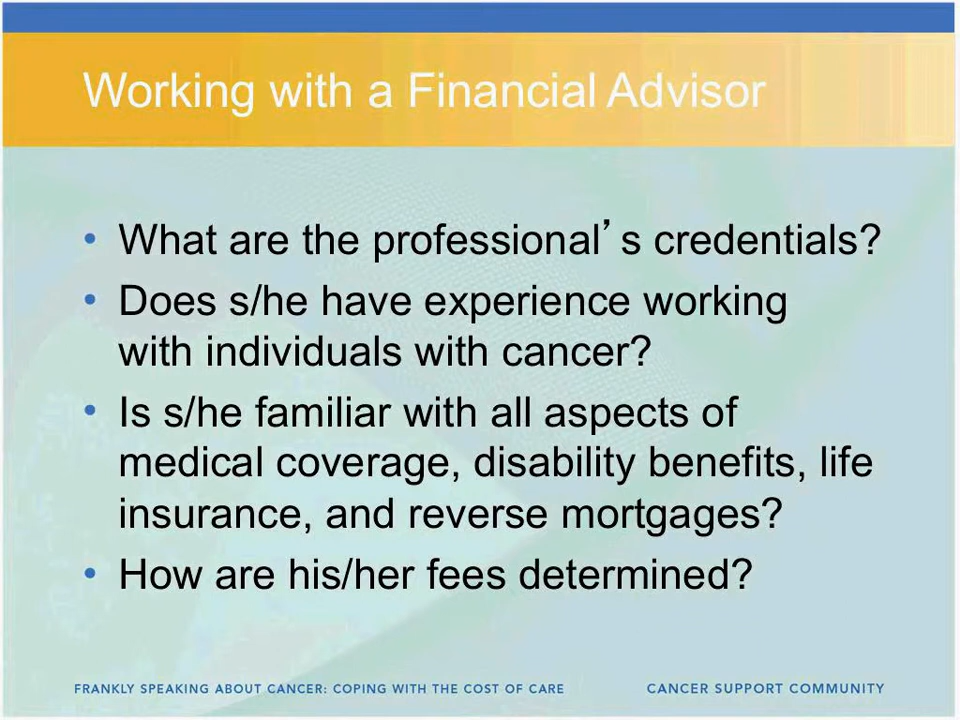 Working with a Financial Advisor
• What are the professional’s credentials?
• Does s/he have experience working
with individuals with cancer?
• Is s/he familiar with all aspects of
medical coverage, disability benefits, life
insurance, and reverse mortgages?
• How are his/her fees determined?
FRANKLY SPEAKING ABOUT CANCER: COPING WITH THE COST OF CARE
CANCER SUPPORT COMMUNITY